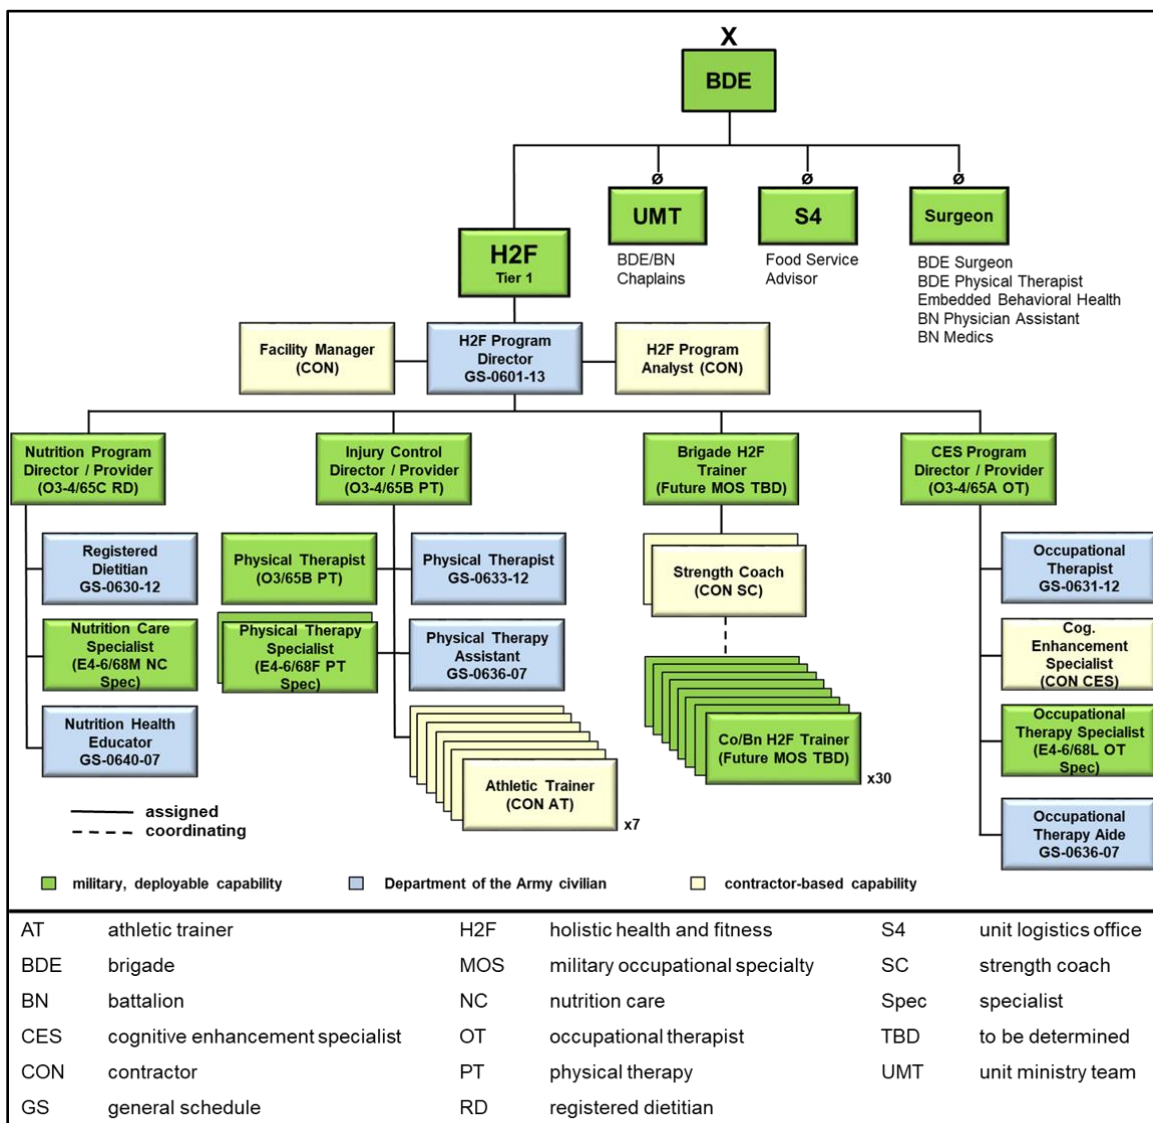 X
BDE
Ø
Ø
Ø
UMT
S4
Surgeon
BDE/BN
Chaplains
Food Service
Advisor
BDE Surgeon
BDE Physical Therapist
Embedded Behavioral Health
BN Physician Assistant
BN Medics
H2F
Tier 1
Facility Manager
(CON)
H2F Program
Director
GS-0601-13
H2F Program
Analyst (CON)
Nutrition Program
Director / Provider
(O3-4/65C RD)
Injury Control
Director / Provider
(O3-4/65B PT)
Brigade H2F
Trainer
(Future MOS TBD)
CES Program
Director / Provider
(O3-4/65A OT)
Registered
Dietitian
GS-0630-12
Nutrition Care
Specialist
(E4-6/68M NC
Spec)
Nutrition Health
Educator
GS-0640-07
Physical Therapist
(O3/65B PT)
Physical Therapist
GS-0633-12
Physical Therapy
Specialist
(E4-6/68F PT
Spec)
Physical Therapy
Assistant
GS-0636-07
Athletic Trainer
(CON AT)
x7
Strength Coach
(CON SC)
Co/Bn H2F Trainer
(Future MOS TBD)
x30
Occupational
Therapist
GS-0631-12
Cog.
Enhancement
Specialist
(CON CES)
Occupational
Therapy Specialist
(E4-6/68L OT
Spec)
Occupational
Therapy Aide
GS-0636-07
assigned
coordinating
military, deployable capability
Department of the Army civilian
contractor-based capability
AT athletic trainer
BDE brigade
BN battalion
CES cognitive enhancement specialist
CON contractor
GS general schedule
H2F holistic health and fitness
MOS military occupational specialty
NC nutrition care
OT occupational therapist
PT physical therapy
RD registered dietitian
S4 unit logistics office
SC strength coach
Spec specialist
TBD to be determined
UMT unit ministry team